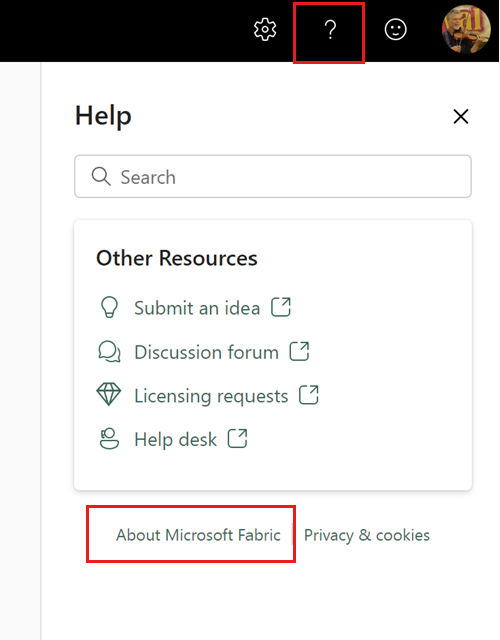 ?
Help
Search
Other Resources
Submit an idea
Discussion forum
Licensing requests
Help desk
About Microsoft Fabric Privacy & cookies